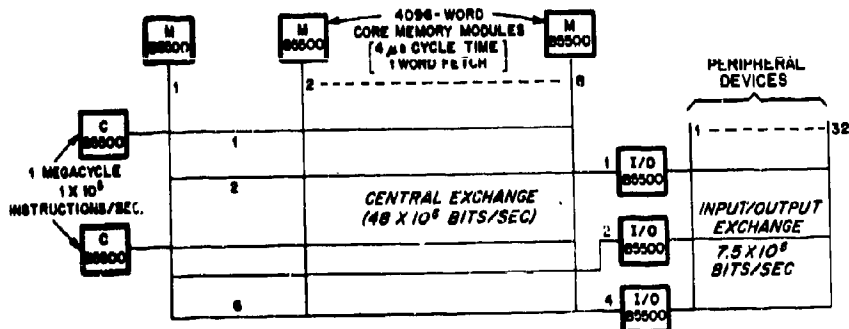 4096-WORD
CORE MEMORY MODULES
[4 μs CYCLE TIME
1 WORD FETCH]
M
B5500
M
B5500
M
B5500
1
2
8
PERIPHERAL
DEVICES
1
32
C
B5500
1
1 MEGACYCLE
1 X 10⁶
INSTRUCTIONS/SEC.
2
CENTRAL EXCHANGE
(48 X 10⁶ BITS/SEC)
1
I/O
B5500
2
I/O
B5500
INPUT/OUTPUT
EXCHANGE
7.5 X 10⁶
BITS/SEC
C
B5500
6
4
I/O
B5500